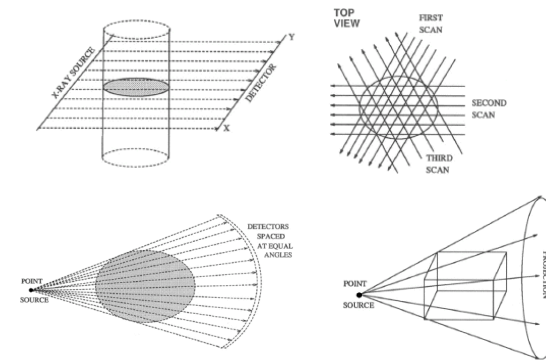 X-RAY SOURCE
Y
DETECTOR
X
TOP
VIEW
FIRST
SCAN
SECOND
SCAN
THIRD
SCAN
POINT
SOURCE
DETECTORS
SPACED
AT EQUAL
ANGLES
POINT
SOURCE